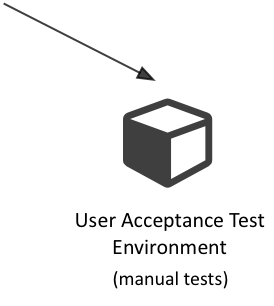 User Acceptance Test
Environment
(manual tests)